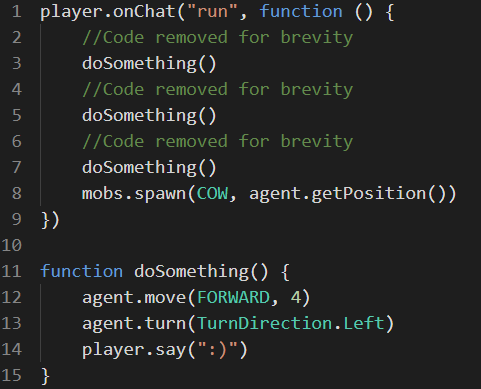 1 player.onChat("run", function () {
2     //Code removed for brevity
3     doSomething()
4     //Code removed for brevity
5     doSomething()
6     //Code removed for brevity
7     doSomething()
8     mobs.spawn(COW, agent.getPosition())
9 })
10
11 function doSomething() {
12     agent.move(FORWARD, 4)
13     agent.turn(TurnDirection.Left)
14     player.say(":)")
15 }